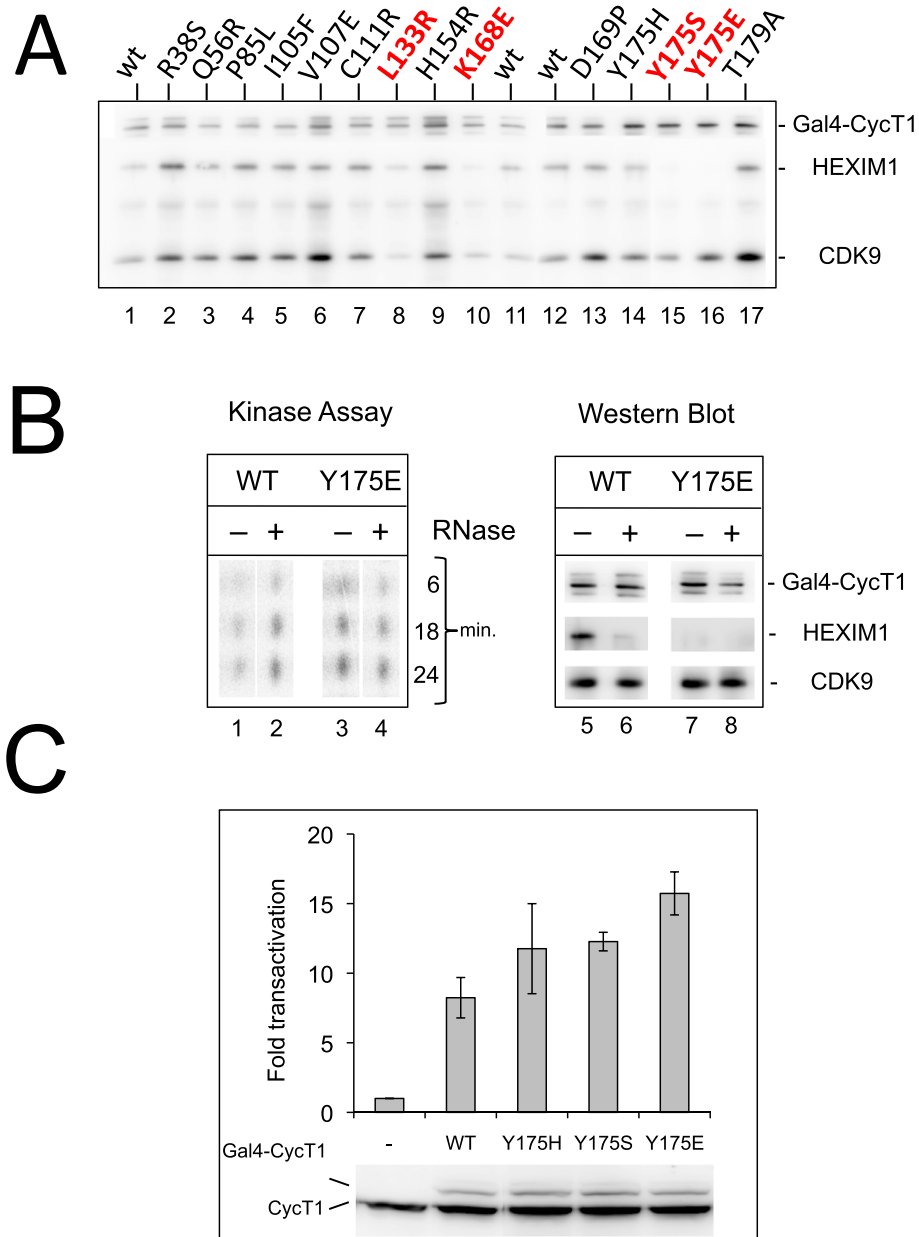 A
wt R38S Q56R P85L I105F V107E C111R L133R H154R K168E wt wt D169P Y175H Y175S Y175E T179A
- Gal4-CycT1
- HEXIM1
- CDK9
1 2 3 4 5 6 7 8 9 10 11 12 13 14 15 16 17
B
Kinase Assay
WT Y175E
– + – + RNase
6
18 min.
24
1 2 3 4
Western Blot
WT Y175E
– + – +
- Gal4-CycT1
- HEXIM1
- CDK9
5 6 7 8
C
Fold transactivation
20
15
10
5
0
- WT Y175H Y175S Y175E
Gal4-CycT1
CycT1